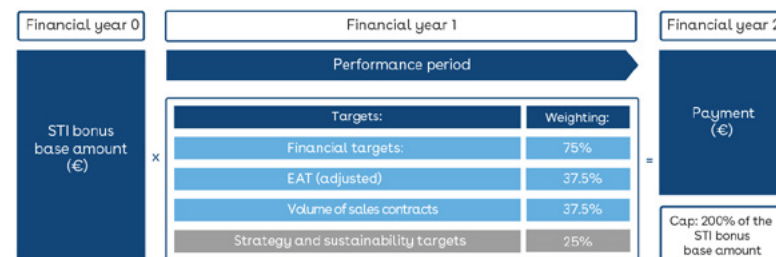 Financial year 0
Financial year 1
Financial year 2
Performance period
STI bonus
base amount
(€)
x
Targets: Weighting:
Financial targets: 75%
EAT (adjusted) 37.5%
Volume of sales contracts 37.5%
Strategy and sustainability targets 25%
=
Payment
(€)
Cap: 200% of the
STI bonus
base amount